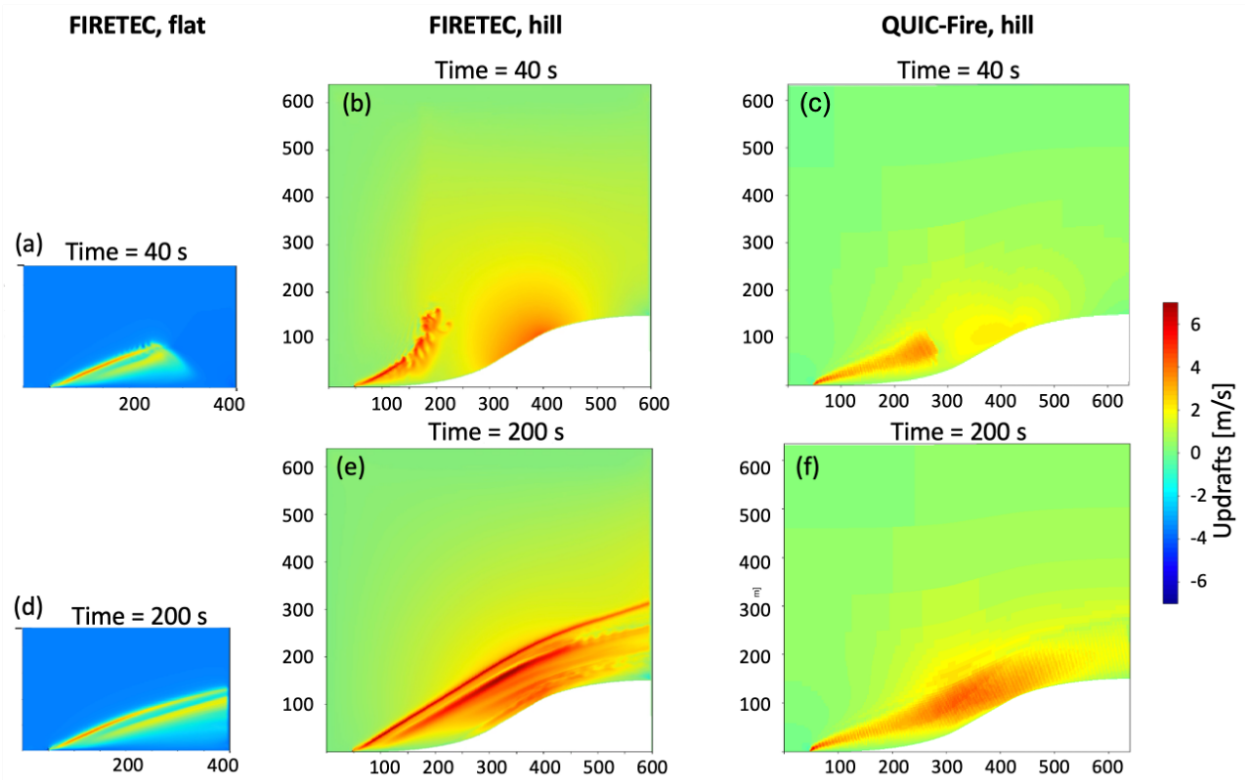 FIRETEC, flat
FIRETEC, hill
QUIC-Fire, hill
Time = 40 s
Time = 40 s
(b)
(c)
600
500
400
300
200
100
100 200 300 400 500 600
600
500
400
300
200
100
100 200 300 400 500 600
(a) Time = 40 s
200 400
Time = 200 s
Time = 200 s
(e)
(f)
600
500
400
300
200
100
100 200 300 400 500 600
600
500
400
m]
300
200
100
100 200 300 400 500 600
(d) Time = 200 s
200 400
6
4
2
0
-2
-4
-6
Updrafts [m/s]